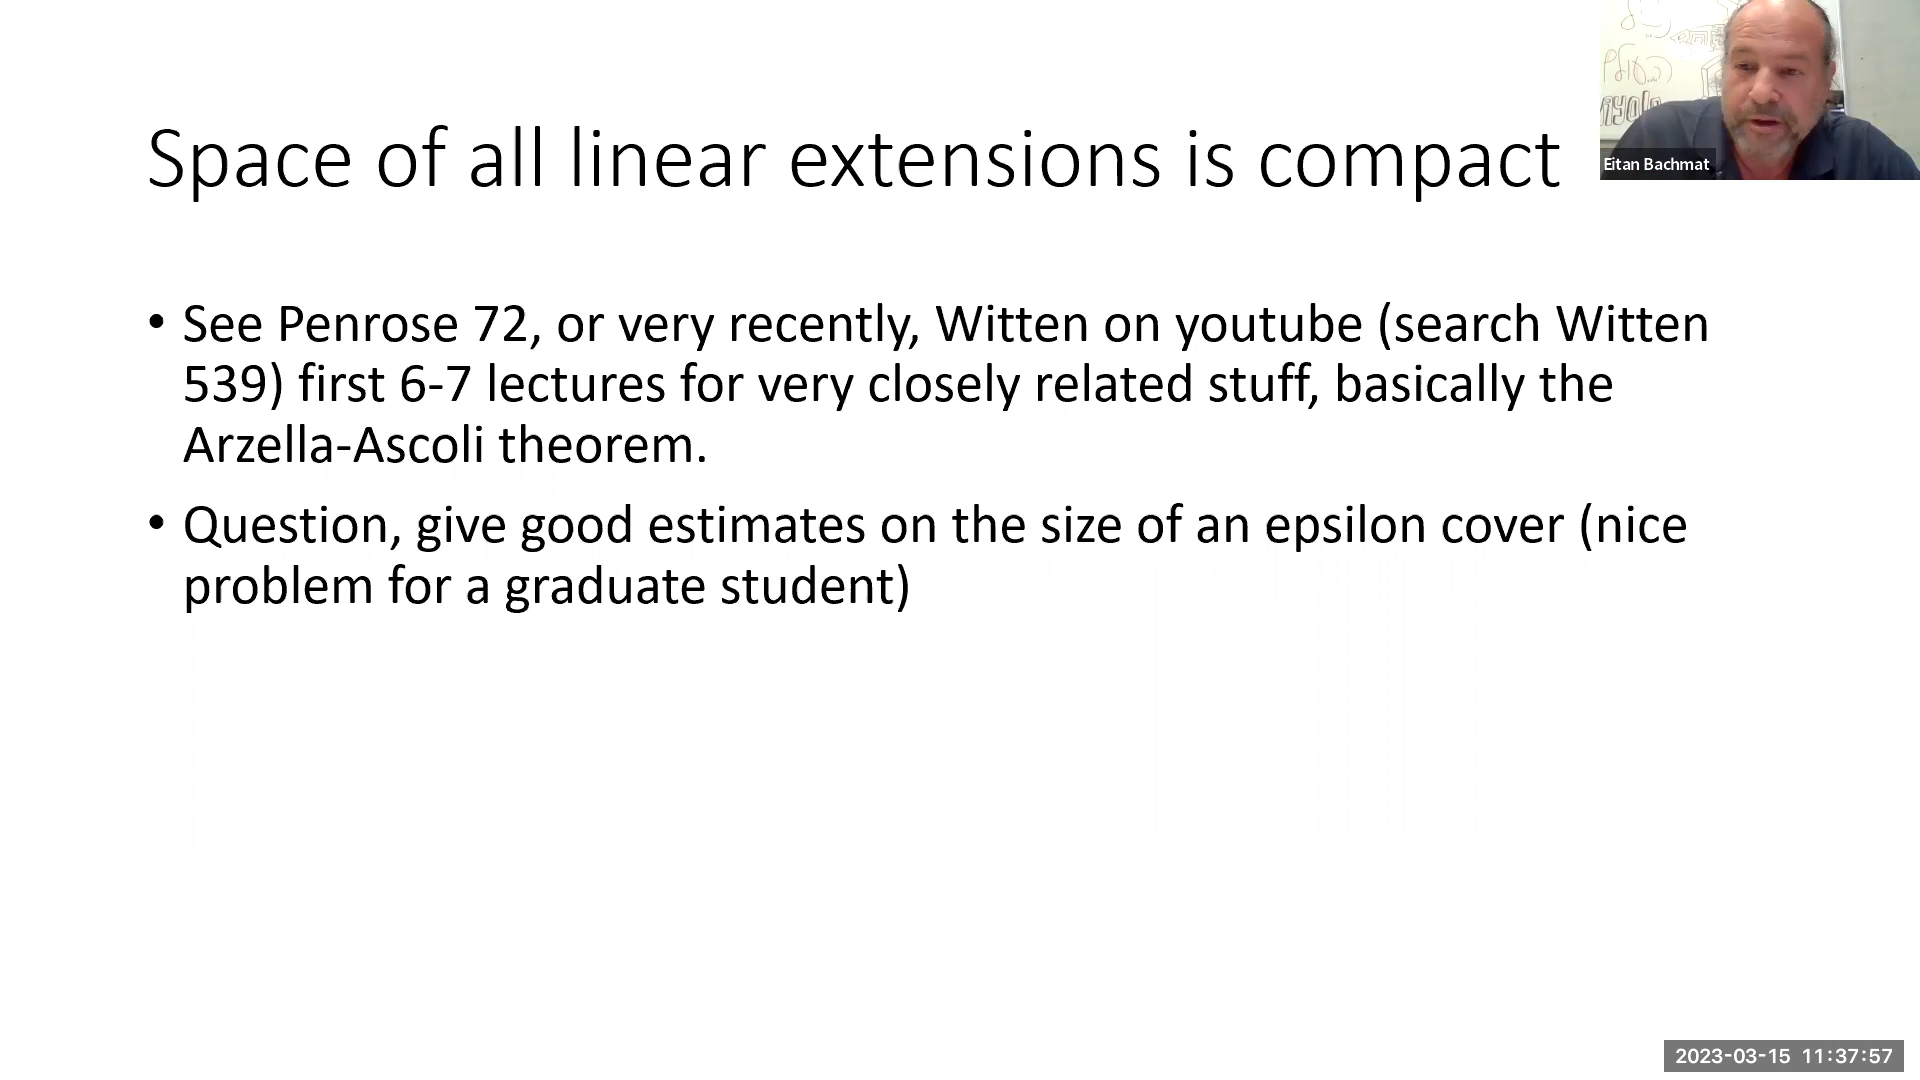 Space of all linear extensions is compact
Eitan Bachmat
• See Penrose 72, or very recently, Witten on youtube (search Witten
539) first 6-7 lectures for very closely related stuff, basically the
Arzella-Ascoli theorem.
• Question, give good estimates on the size of an epsilon cover (nice
problem for a graduate student)
2023-03-15 11:37:57